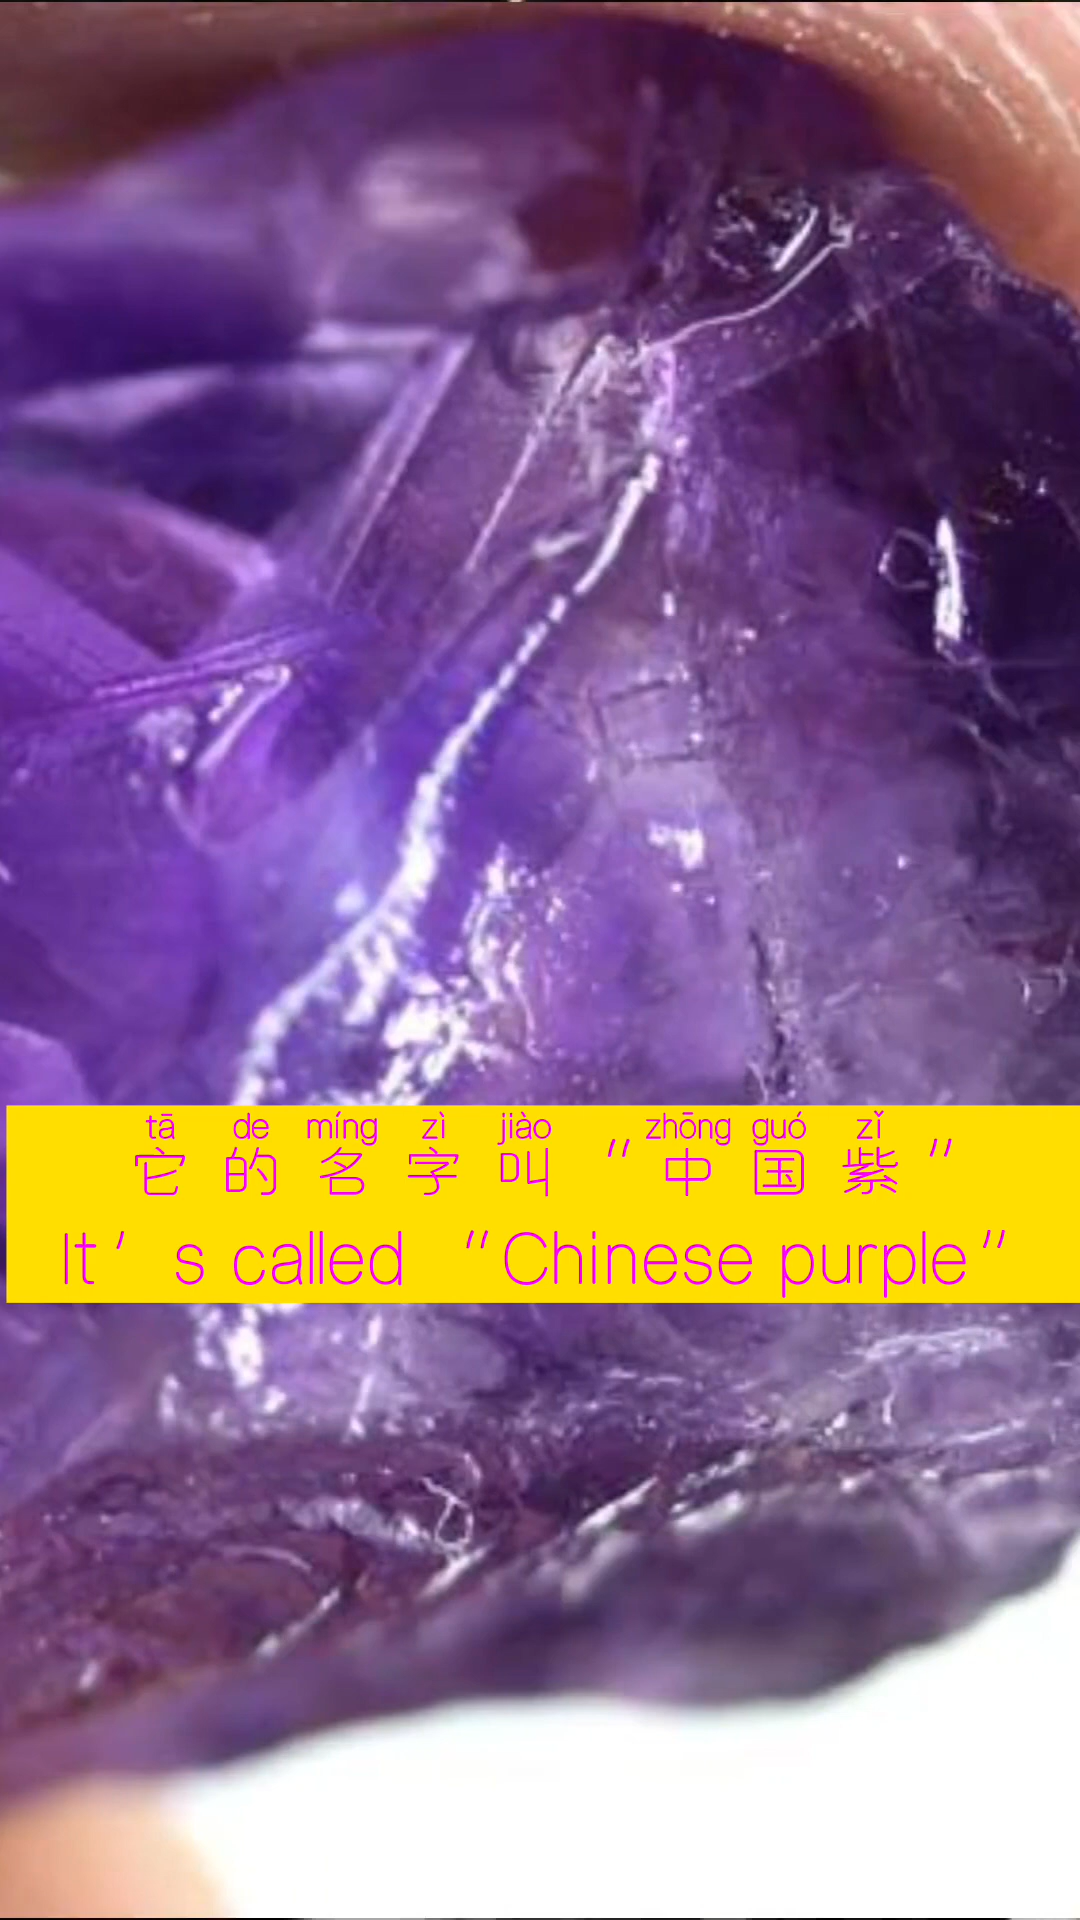 tā de míng zì jiào zhōng guó zǐ
它的名字叫“中国紫”
It's called “Chinese purple”